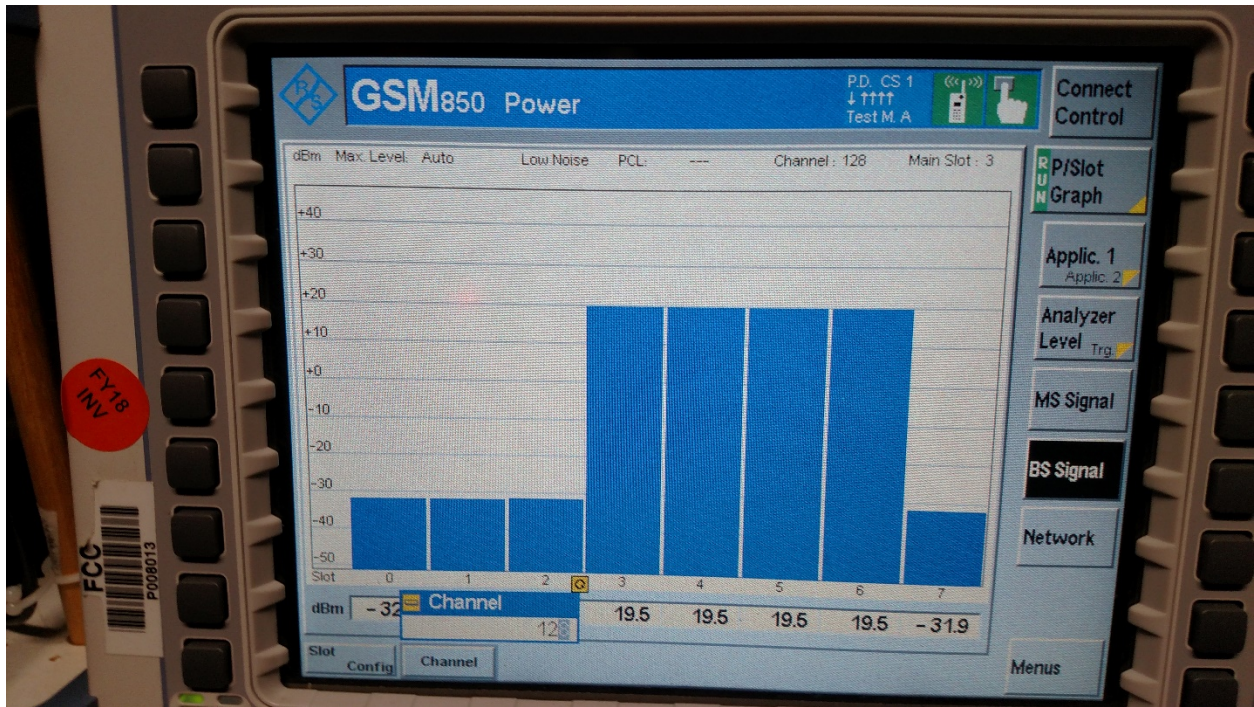 R/S
GSM850 Power
P.D. CS 1
↓ ↑↑↑↑
Test M. A
Connect
Control
dBm Max. Level: Auto Low Noise PCL: --- Channel : 128 Main Slot : 3
RUN
P/Slot
Graph
+40
+30
+20
+10
+0
-10
-20
-30
-40
-50
Applic. 1
Applic. 2
Analyzer
Level Trg.
MS Signal
BS Signal
Network
Slot 0 1 2 3 4 5 6 7
dBm -32 19.5 19.5 19.5 19.5 -31.9
Channel
128
Slot
Config
Channel
Menus
FY18
INV
FCC
P008013